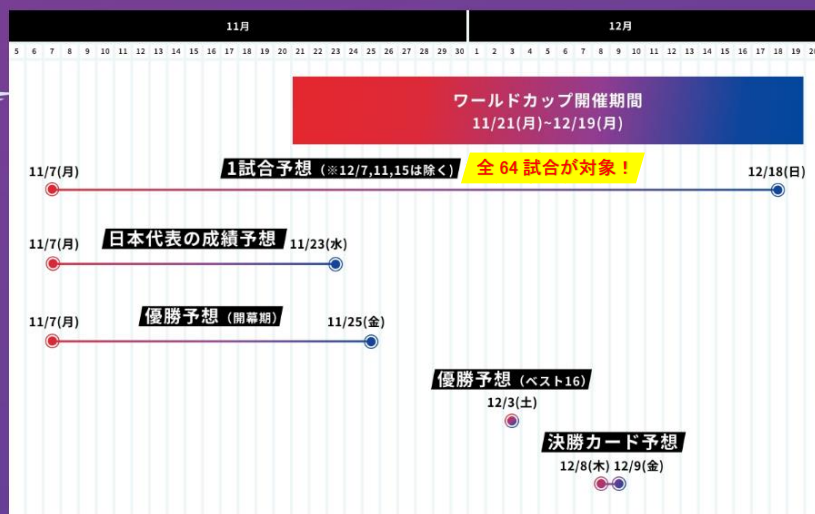 11月 12月
5 6 7 8 9 10 11 12 13 14 15 16 17 18 19 20 21 22 23 24 25 26 27 28 29 30 1 2 3 4 5 6 7 8 9 10 11 12 13 14 15 16 17 18 19 20
ワールドカップ開催期間
11/21(月)~12/19(月)
11/7(月) 1試合予想(※12/7,11,15は除く) 全64試合が対象! 12/18(日)
11/7(月) 日本代表の成績予想 11/23(水)
11/7(月) 優勝予想(開幕期) 11/25(金)
優勝予想(ベスト16)
12/3(土)
決勝カード予想
12/8(木) 12/9(金)